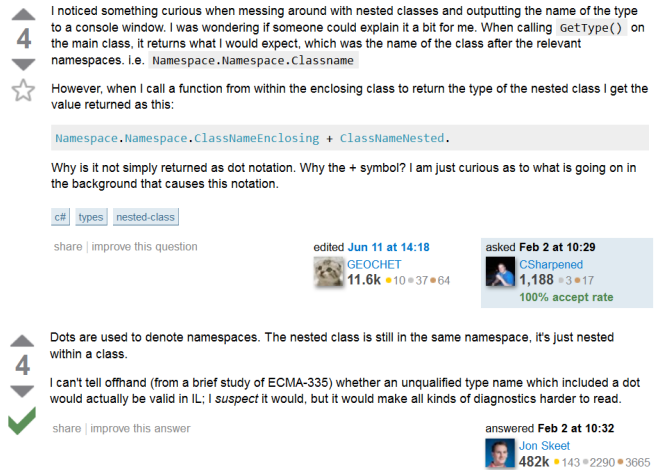 I noticed something curious when messing around with nested classes and outputting the name of the type
to a console window. I was wondering if someone could explain it a bit for me. When calling GetType() on
the main class, it returns what I would expect, which was the name of the class after the relevant
namespaces. i.e. Namespace.Namespace.Classname
4
However, when I call a function from within the enclosing class to return the type of the nested class I get the
value returned as this:
Namespace.Namespace.ClassNameEnclosing + ClassNameNested.
Why is it not simply returned as dot notation. Why the + symbol? I am just curious as to what is going on in
the background that causes this notation.
c# types nested-class
share | improve this question
edited Jun 11 at 14:18
GEOCHET
11.6k 10 37 64
asked Feb 2 at 10:29
CSharpened
1,188 3 17
100% accept rate
Dots are used to denote namespaces. The nested class is still in the same namespace, it's just nested
within a class.
4
I can't tell offhand (from a brief study of ECMA-335) whether an unqualified type name which included a dot
would actually be valid in IL; I suspect it would, but it would make all kinds of diagnostics harder to read.
share | improve this answer
answered Feb 2 at 10:32
Jon Skeet
482k 143 2290 3665